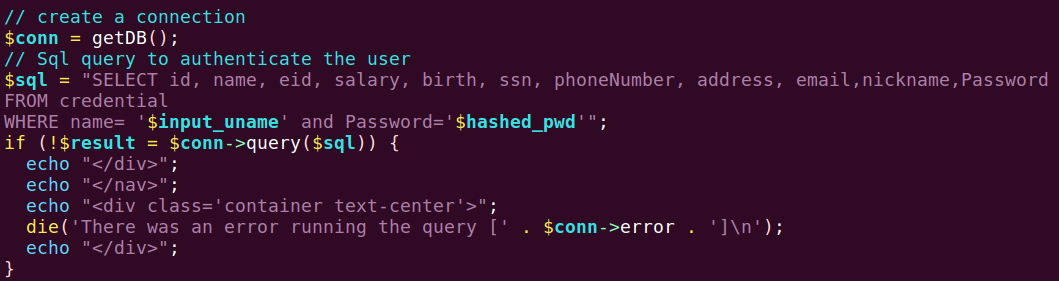 // create a connection
$conn = getDB();
// Sql query to authenticate the user
$sql = "SELECT id, name, eid, salary, birth, ssn, phoneNumber, address, email,nickname,Password
FROM credential
WHERE name= '$input_uname' and Password='$hashed_pwd'";
if (!$result = $conn->query($sql)) {
  echo "</div>";
  echo "</nav>";
  echo "<div class='container text-center'>";
  die('There was an error running the query [' . $conn->error . ']\n');
  echo "</div>";
}